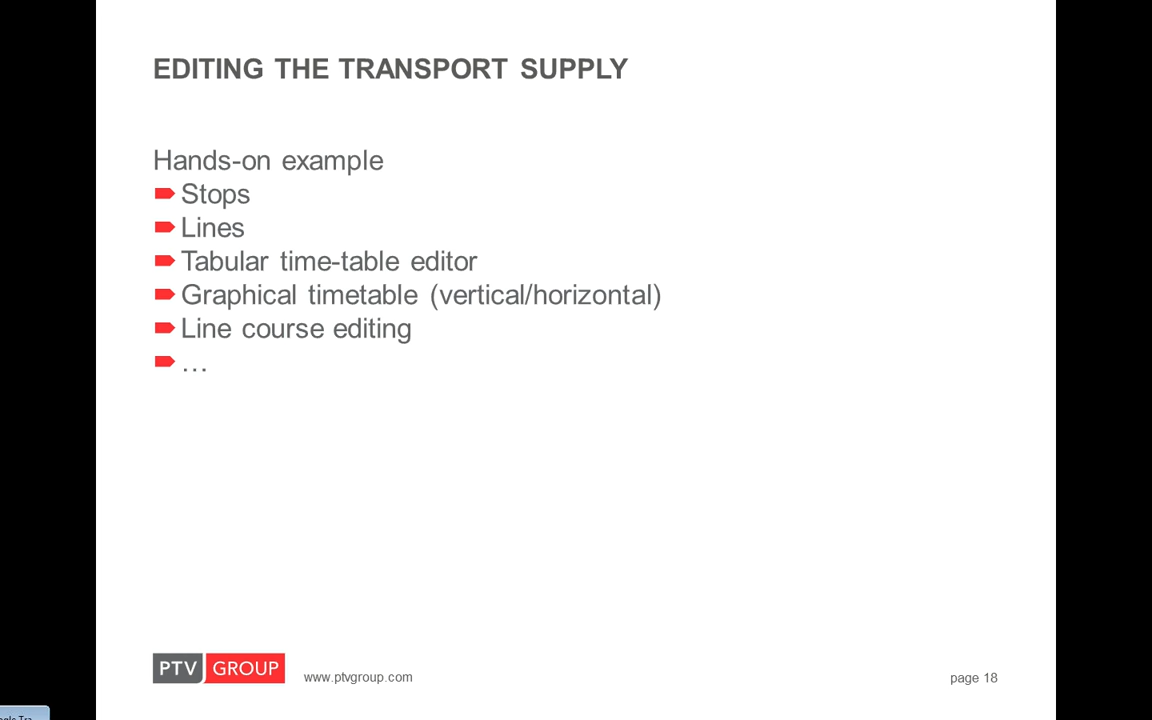 EDITING THE TRANSPORT SUPPLY
Hands-on example
Stops
Lines
Tabular time-table editor
Graphical timetable (vertical/horizontal)
Line course editing
...
PTV GROUP
www.ptvgroup.com
page 18